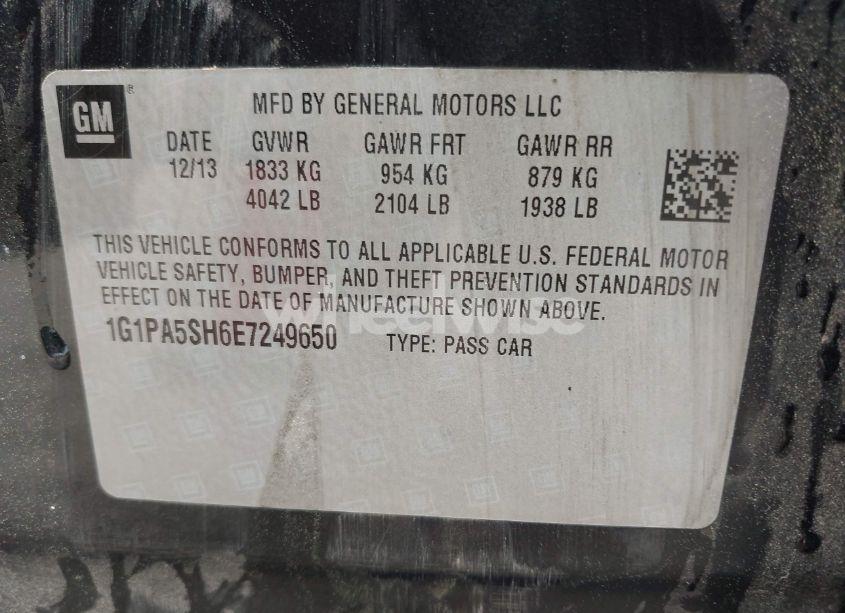 GM ®
MFD BY GENERAL MOTORS LLC
DATE GVWR GAWR FRT GAWR RR
12/13 1833 KG 954 KG 879 KG
4042 LB 2104 LB 1938 LB
THIS VEHICLE CONFORMS TO ALL APPLICABLE U.S. FEDERAL MOTOR
VEHICLE SAFETY, BUMPER, AND THEFT PREVENTION STANDARDS IN
EFFECT ON THE DATE OF MANUFACTURE SHOWN ABOVE.
wheelwise
1G1PA5SH6E7249650 TYPE: PASS CAR